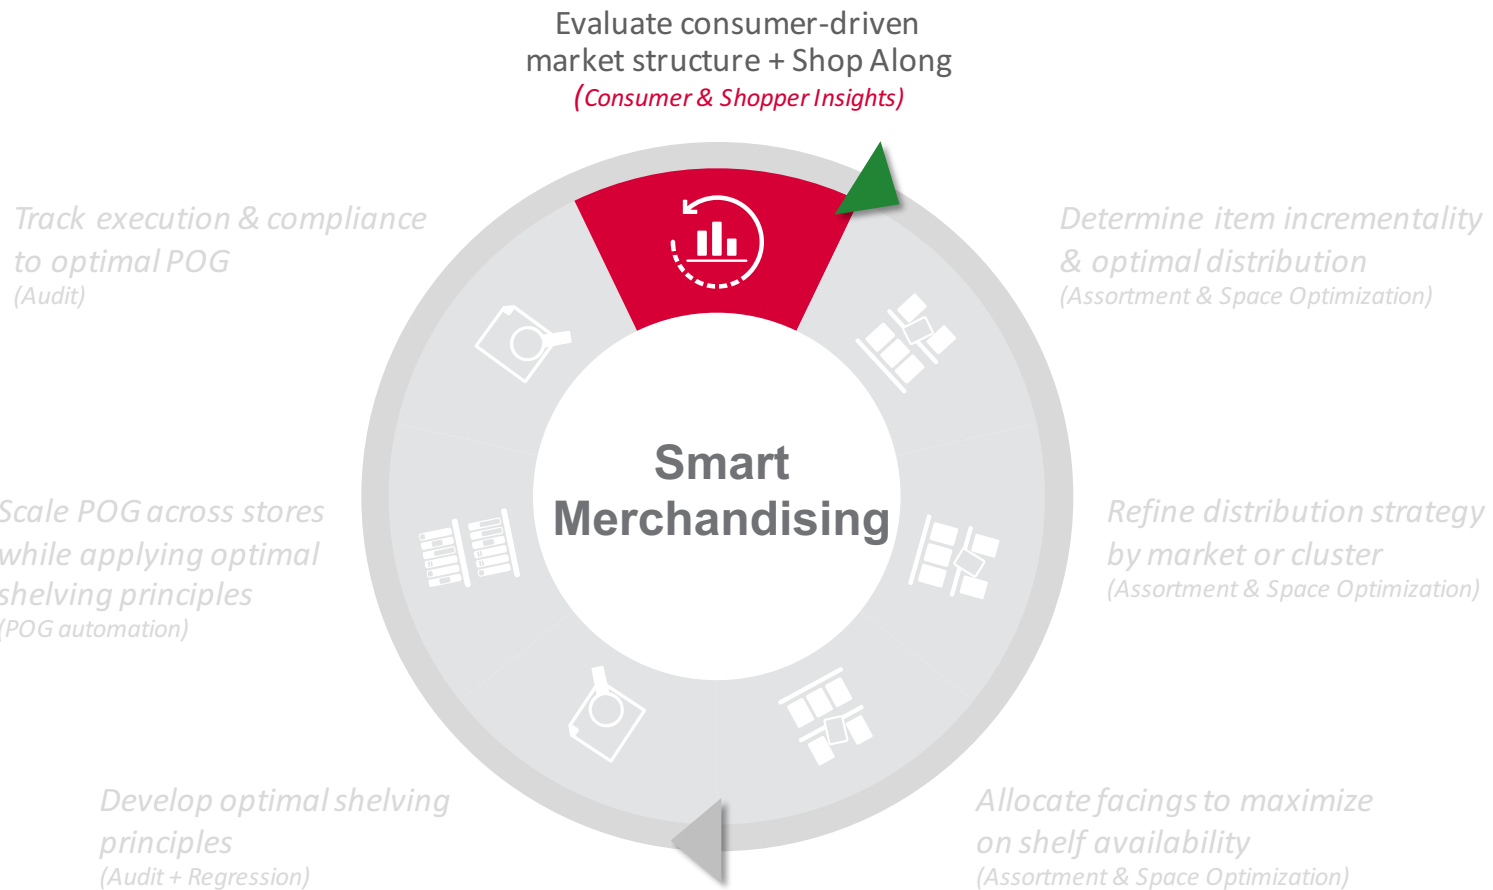 Evaluate consumer-driven
market structure + Shop Along
(Consumer & Shopper Insights)
Track execution & compliance
to optimal POG
(Audit)
Determine item incrementality
& optimal distribution
(Assortment & Space Optimization)
Smart
Merchandising
Scale POG across stores
while applying optimal
shelving principles
(POG automation)
Refine distribution strategy
by market or cluster
(Assortment & Space Optimization)
Develop optimal shelving
principles
(Audit + Regression)
Allocate facings to maximize
on shelf availability
(Assortment & Space Optimization)